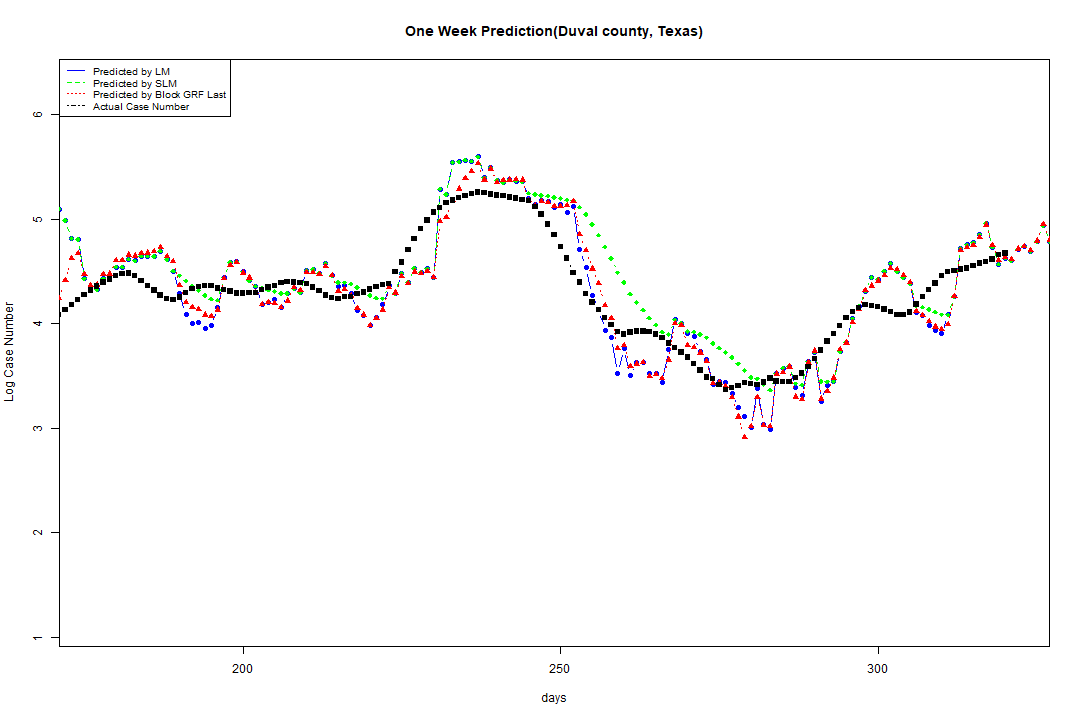 One Week Prediction(Duval county, Texas)
Predicted by LM
Predicted by SLM
Predicted by Block GRF Last
Actual Case Number
6
5
4
3
2
1
Log Case Number
200
250
300
days